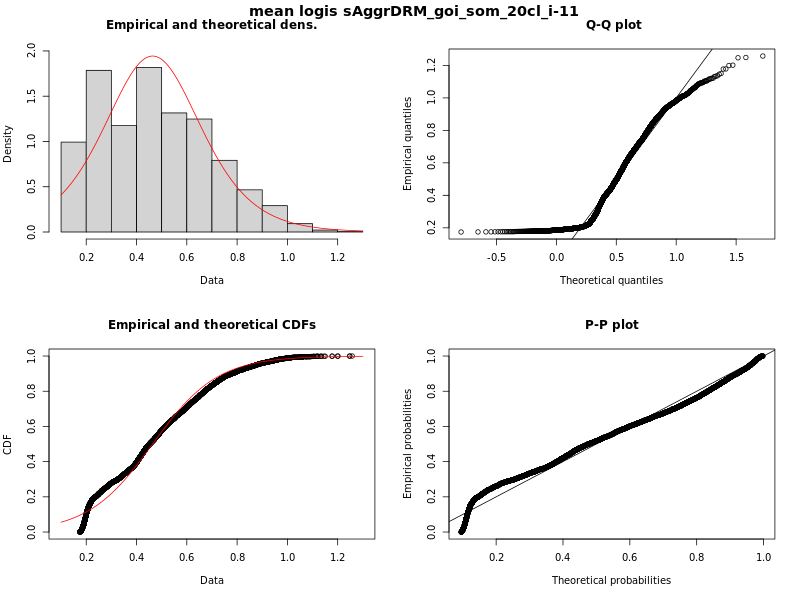 mean logis sAggrDRM_goi_som_20cl_i-11
Empirical and theoretical dens.
Density
0.0 0.5 1.0 1.5 2.0
0.2 0.4 0.6 0.8 1.0 1.2
Data
Q-Q plot
Empirical quantiles
0.2 0.4 0.6 0.8 1.0 1.2
-0.5 0.0 0.5 1.0 1.5
Theoretical quantiles
Empirical and theoretical CDFs
CDF
0.0 0.2 0.4 0.6 0.8 1.0
0.2 0.4 0.6 0.8 1.0 1.2
Data
P-P plot
Empirical probabilities
0.0 0.2 0.4 0.6 0.8 1.0
0.2 0.4 0.6 0.8 1.0
Theoretical probabilities